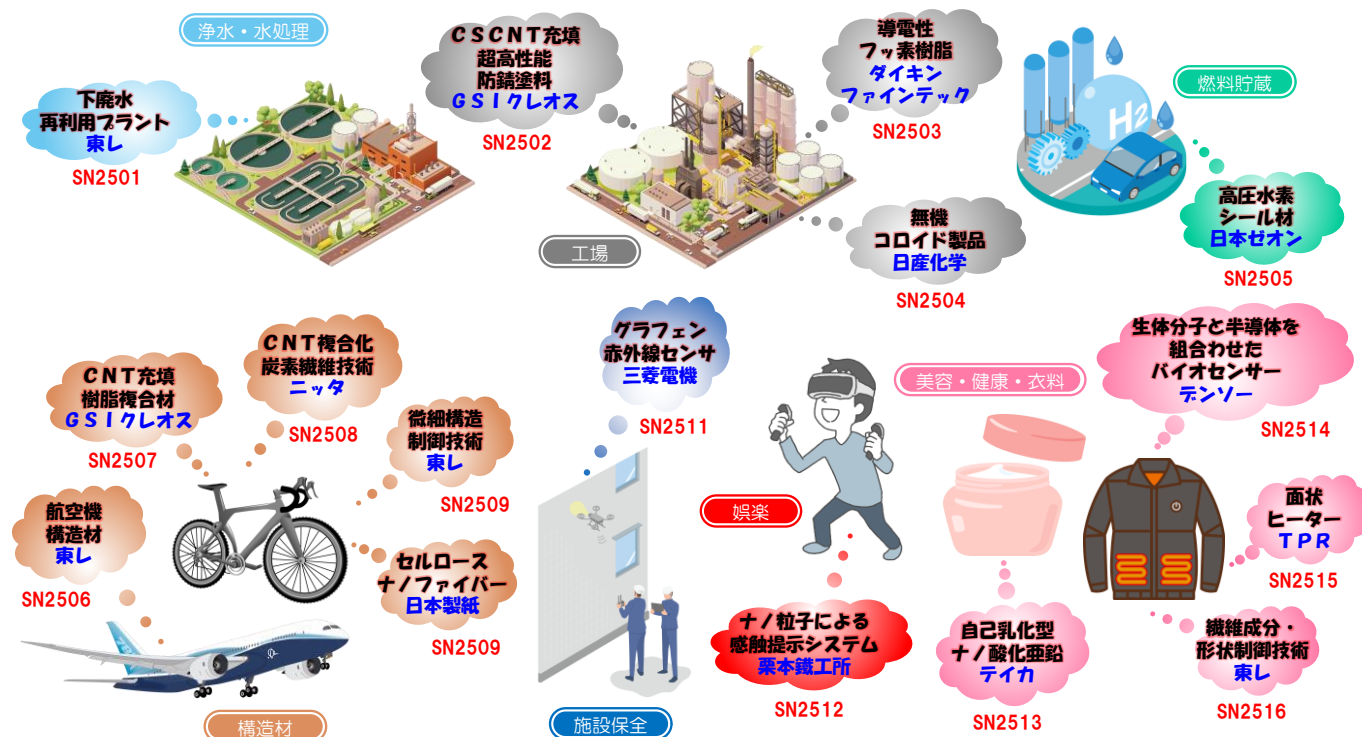 浄水・水処理
下廃水
再利用プラント
東レ
SN2501
CSCNT充填
超高性能
防錆塗料
GSIクレオス
SN2502
導電性
フッ素樹脂
ダイキン
ファインテック
SN2503
無機
コロイド製品
日産化学
SN2504
工場
燃料貯蔵
H2
高圧水素
シール材
日本ゼオン
SN2505
CNT充填
樹脂複合材
GSIクレオス
SN2507
CNT複合化
炭素繊維技術
ニッタ
SN2508
微細構造
制御技術
東レ
SN2509
航空機
構造材
東レ
SN2506
セルロース
ナノファイバー
日本製紙
SN2509
構造材
グラフェン
赤外線センサ
三菱電機
SN2511
施設保全
娯楽
ナノ粒子による
感触提示システム
栗本鐵工所
SN2512
美容・健康・衣料
自己乳化型
ナノ酸化亜鉛
テイカ
SN2513
生体分子と半導体を
組合わせた
バイオセンサー
デンソー
SN2514
面状
ヒーター
TPR
SN2515
繊維成分・
形状制御技術
東レ
SN2516